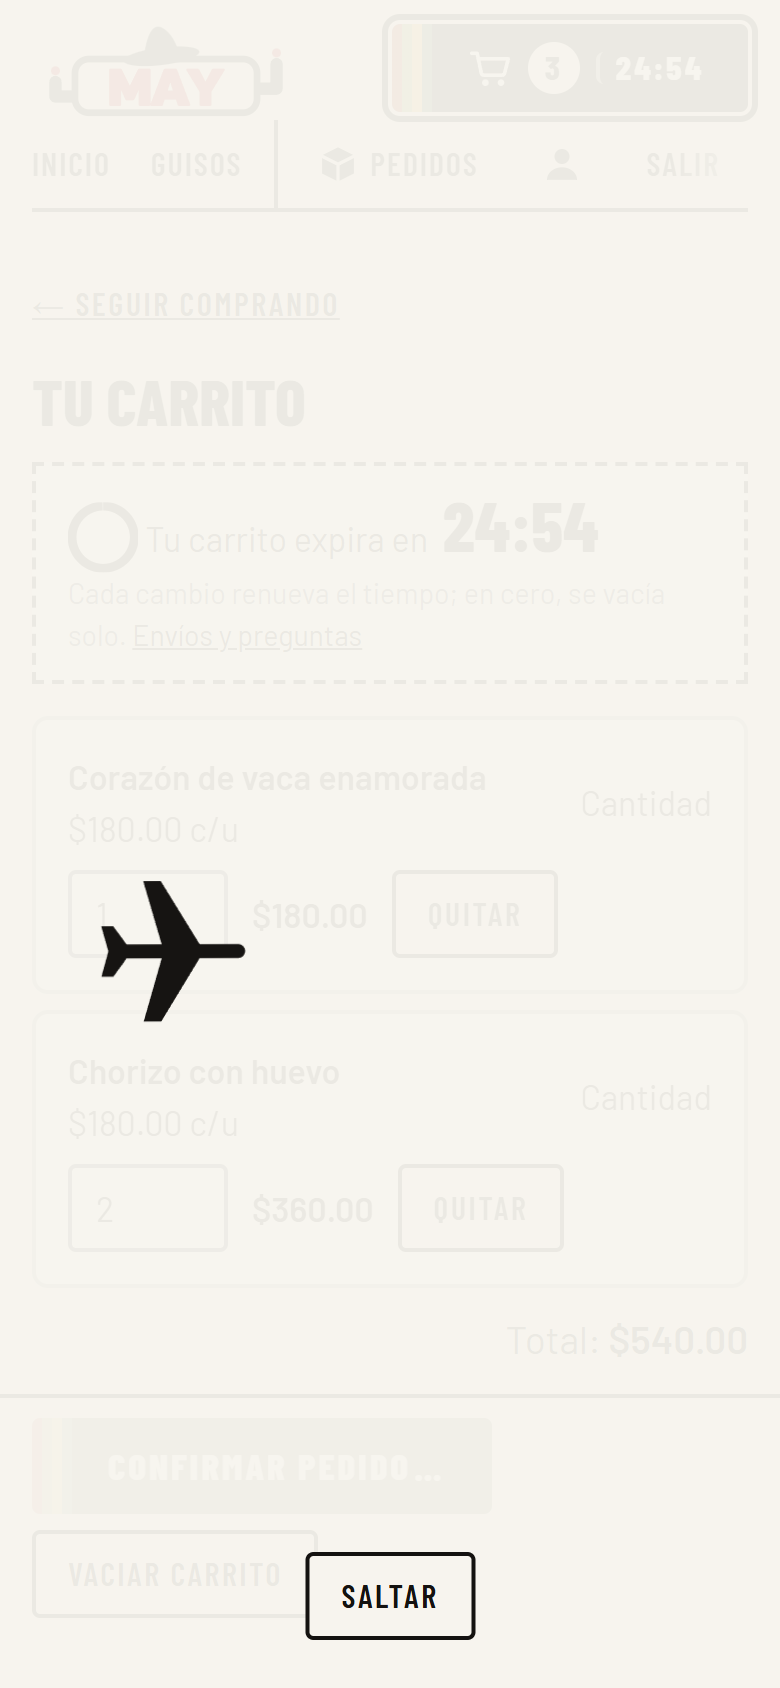 MAY
3
24:54
INICIO
GUISOS
PEDIDOS
SALIR
← SEGUIR COMPRANDO
TU CARRITO
Tu carrito expira en 24:54
Cada cambio renueva el tiempo; en cero, se vacía
solo. Envíos y preguntas
Corazón de vaca enamorada
Cantidad
$180.00 c/u
1
$180.00
QUITAR
Chorizo con huevo
Cantidad
$180.00 c/u
2
$360.00
QUITAR
Total: $540.00
CONFIRMAR PEDIDO…
VACIAR CARRITO
SALTAR